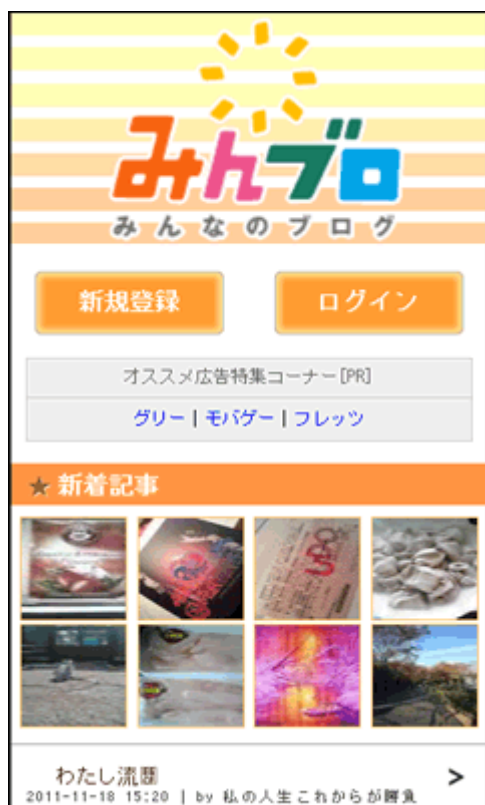 みんブロ
みんなのブログ
新規登録 ログイン
オススメ広告特集コーナー[PR]
グリー | モバゲー | フレッツ
★ 新着記事
わたし流 >
2011-11-18 15:20 | by 私の人生これからが勝負